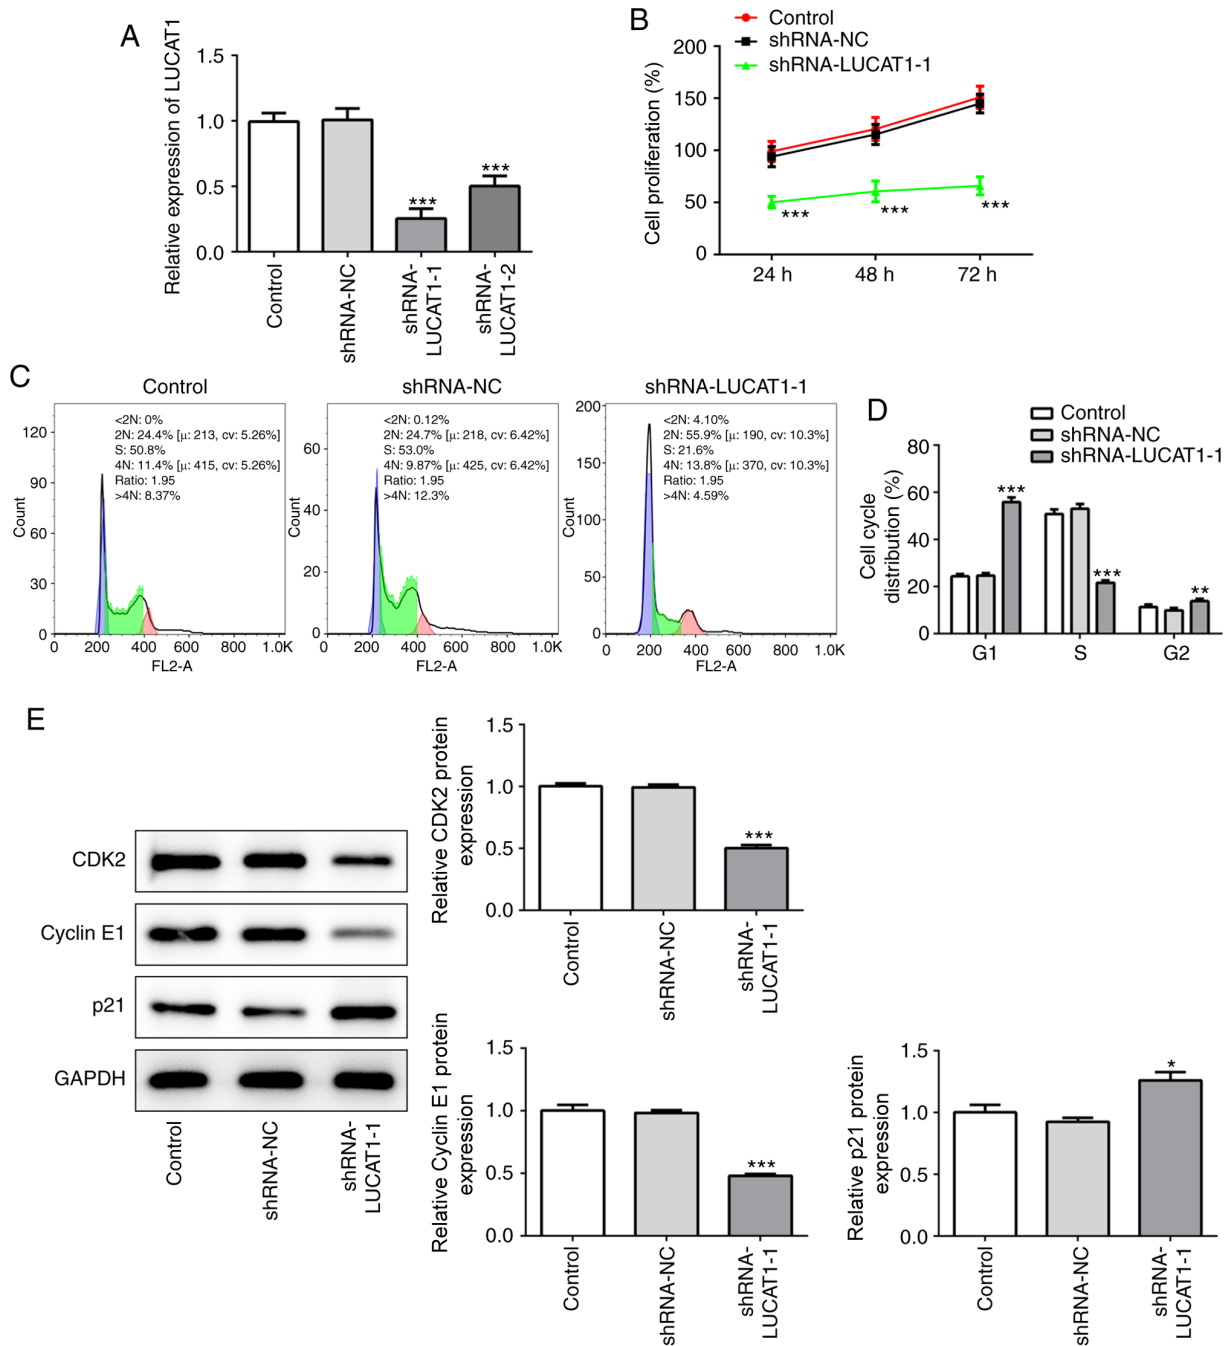 A
Relative expression of LUCAT1
1.5
1.0
0.5
0.0
***
***
Control
shRNA-NC
shRNA-
LUCAT1-1
shRNA-
LUCAT1-2
B
Control
shRNA-NC
shRNA-LUCAT1-1
Cell proliferation (%)
200
150
100
50
0
***
***
***
24 h
48 h
72 h
C
Control
<2N: 0%
2N: 24.4% [μ: 213, cv: 5.26%]
S: 50.8%
4N: 11.4% [μ: 415, cv: 5.26%]
Ratio: 1.95
>4N: 8.37%
Count
120
90
60
30
0
0
200
400
600
800
1.0K
FL2-A
shRNA-NC
<2N: 0.12%
2N: 24.7% [μ: 218, cv: 6.42%]
S: 53.0%
4N: 9.87% [μ: 425, cv: 6.42%]
Ratio: 1.95
>4N: 12.3%
Count
60
40
20
0
0
200
400
600
800
1.0K
FL2-A
shRNA-LUCAT1-1
<2N: 4.10%
2N: 55.9% [μ: 190, cv: 10.3%]
S: 21.6%
4N: 13.8% [μ: 370, cv: 10.3%]
Ratio: 1.95
>4N: 4.59%
Count
200
150
100
50
0
0
200
400
600
800
1.0K
FL2-A
D
Control
shRNA-NC
shRNA-LUCAT1-1
Cell cycle
distribution (%)
80
60
40
20
0
***
***
**
G1
S
G2
E
CDK2
Cyclin E1
p21
GAPDH
Control
shRNA-NC
shRNA-
LUCAT1-1
Relative CDK2 protein
expression
1.5
1.0
0.5
0.0
***
Control
shRNA-NC
shRNA-
LUCAT1-1
Relative Cyclin E1 protein
expression
1.5
1.0
0.5
0.0
***
Control
shRNA-NC
shRNA-
LUCAT1-1
Relative p21 protein
expression
1.5
1.0
0.5
0.0
*
Control
shRNA-NC
shRNA-
LUCAT1-1